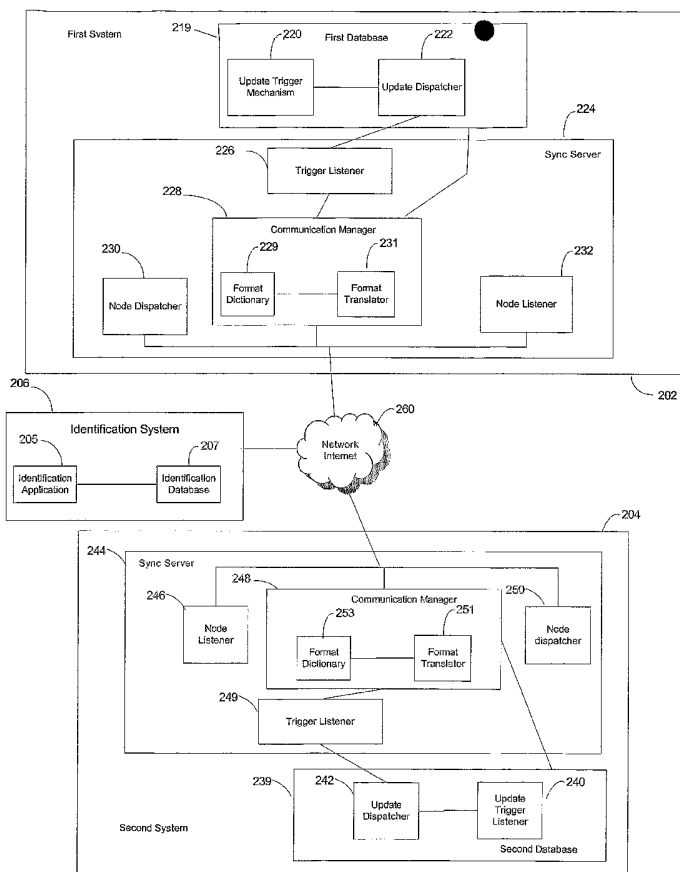 First System
219
220
First Database
222
Update Trigger
Mechanism
Update Dispatcher
224
226
Sync Server
Trigger Listener
228
Communication Manager
230
229
231
232
Format
Dictionary
Format
Translator
Node Dispatcher
Node Listener
206
202
260
Identification System
205
207
Network
Internet
Identification
Application
Identification
Database
204
244
Sync Server
248
246
Communication Manager
250
253
251
Node
Listener
Node
dispatcher
Format
Dictionary
Format
Translator
249
Trigger Listener
239
242
240
Update
Dispatcher
Update
Trigger
Listener
Second System
Second Database